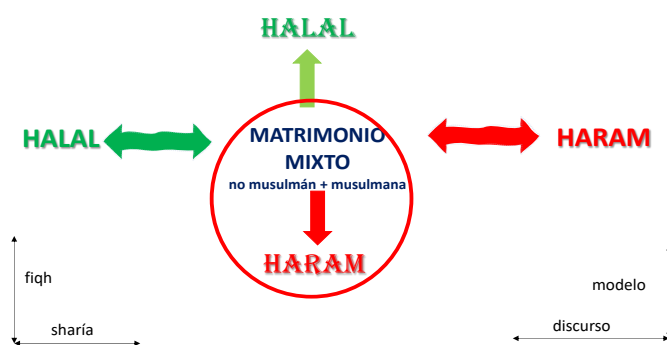 HALAL
HALAL
MATRIMONIO
MIXTO
no musulmán + musulmana
HARAM
HARAM
fiqh
sharía
modelo
discurso